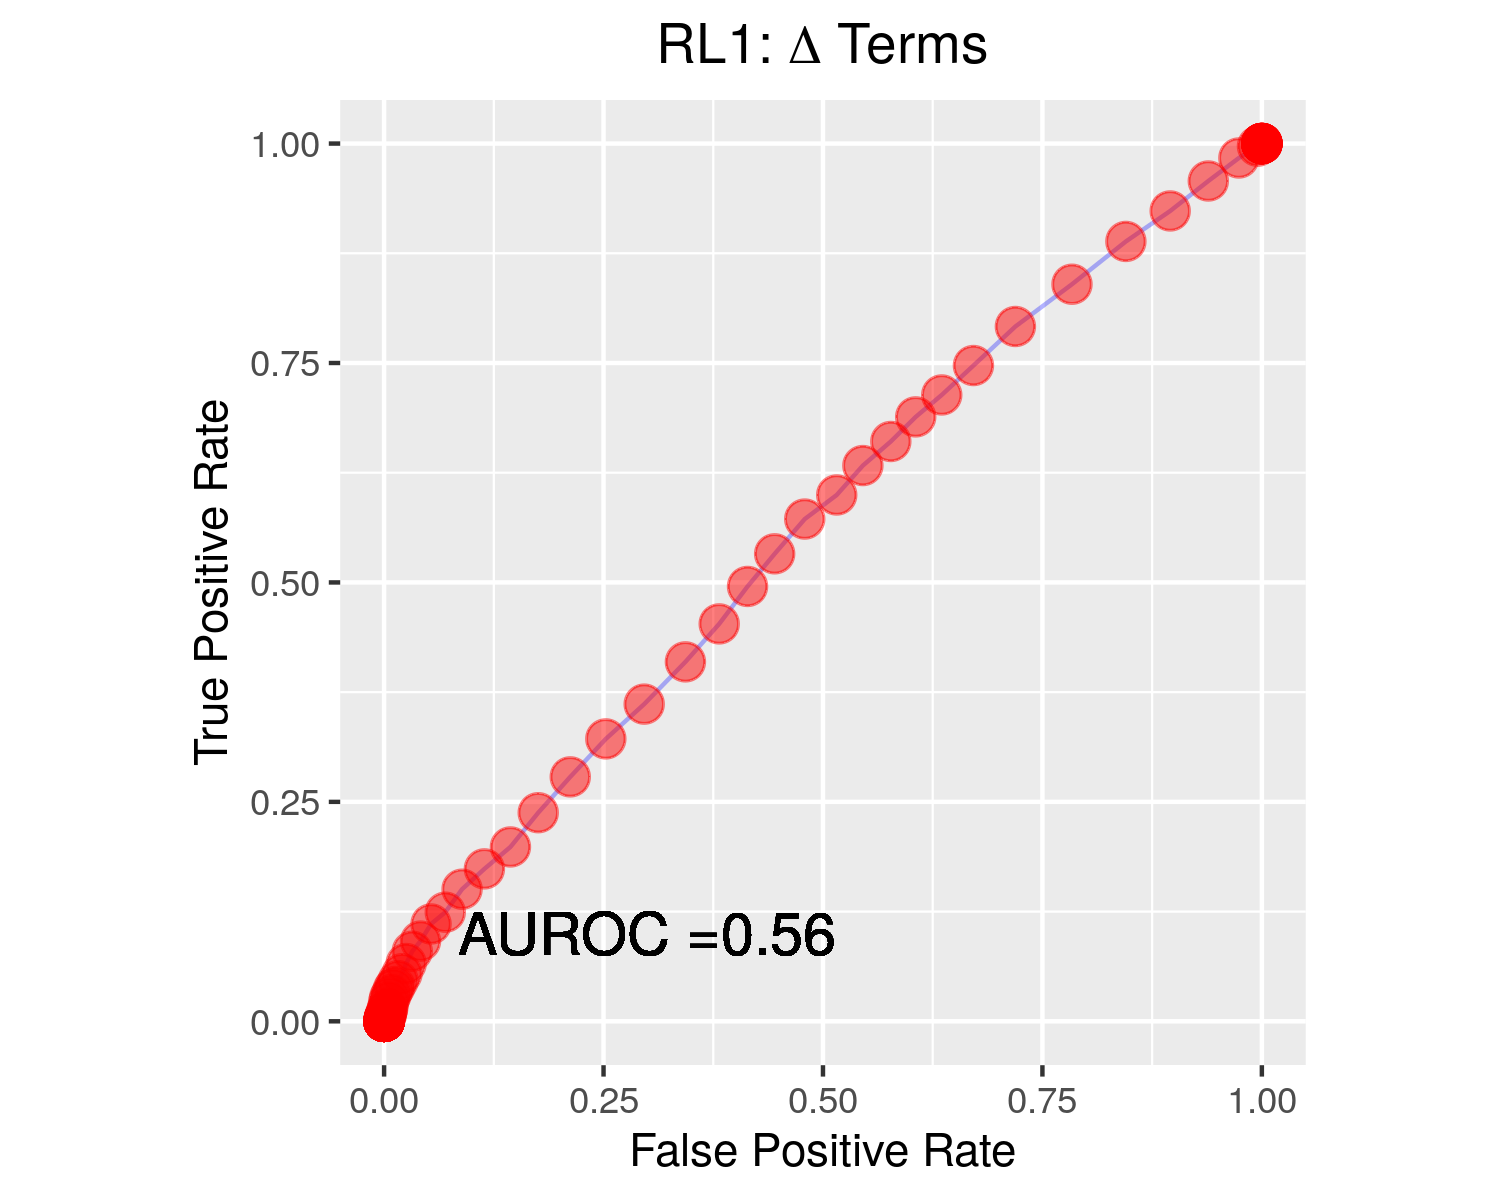 RL1: Δ Terms
True Positive Rate
1.00
0.75
0.50
0.25
0.00
AUROC =0.56
0.00 0.25 0.50 0.75 1.00
False Positive Rate